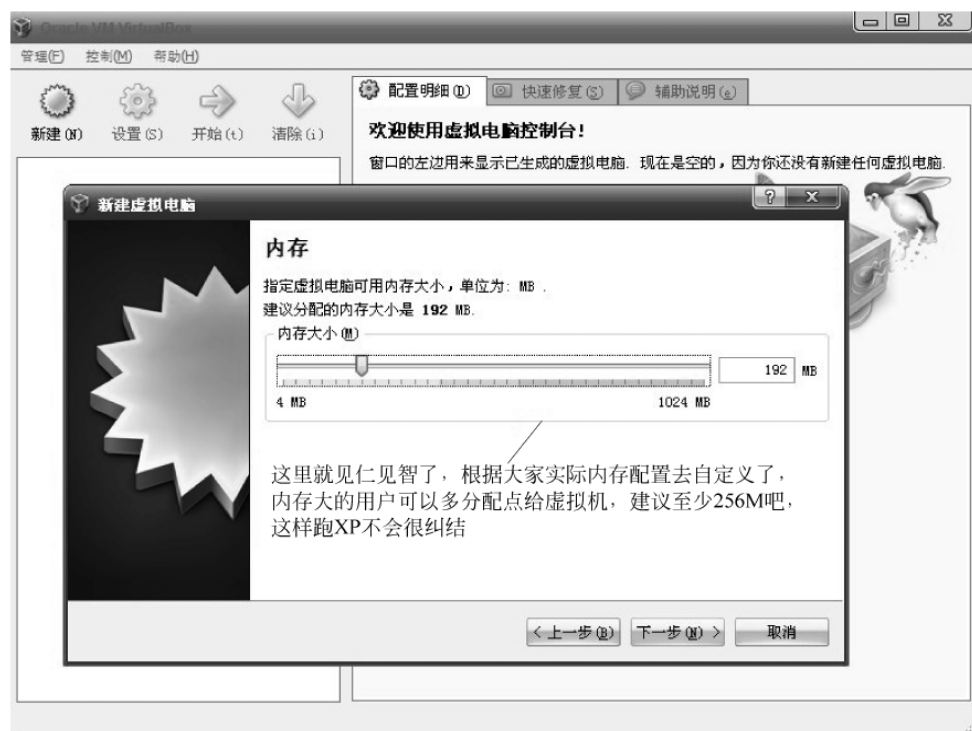 Oracle VM VirtualBox
管理(F) 控制(M) 帮助(H)
新建(N) 设置(S) 开始(t) 清除(i)
配置明细(D) 快速修复(S) 辅助说明(e)
欢迎使用虚拟电脑控制台!
窗口的左边用来显示已生成的虚拟电脑. 现在是空的，因为你还没有新建任何虚拟电脑.
新建虚拟电脑
内存
指定虚拟电脑可用内存大小，单位为: MB .
建议分配的内存大小是 192 MB.
内存大小(M)
192 MB
4 MB 1024 MB
这里就见仁见智了，根据大家实际内存配置去自定义了，
内存大的用户可以多分配点给虚拟机，建议至少256M吧，
这样跑XP不会很纠结
< 上一步(B) 下一步(N) > 取消